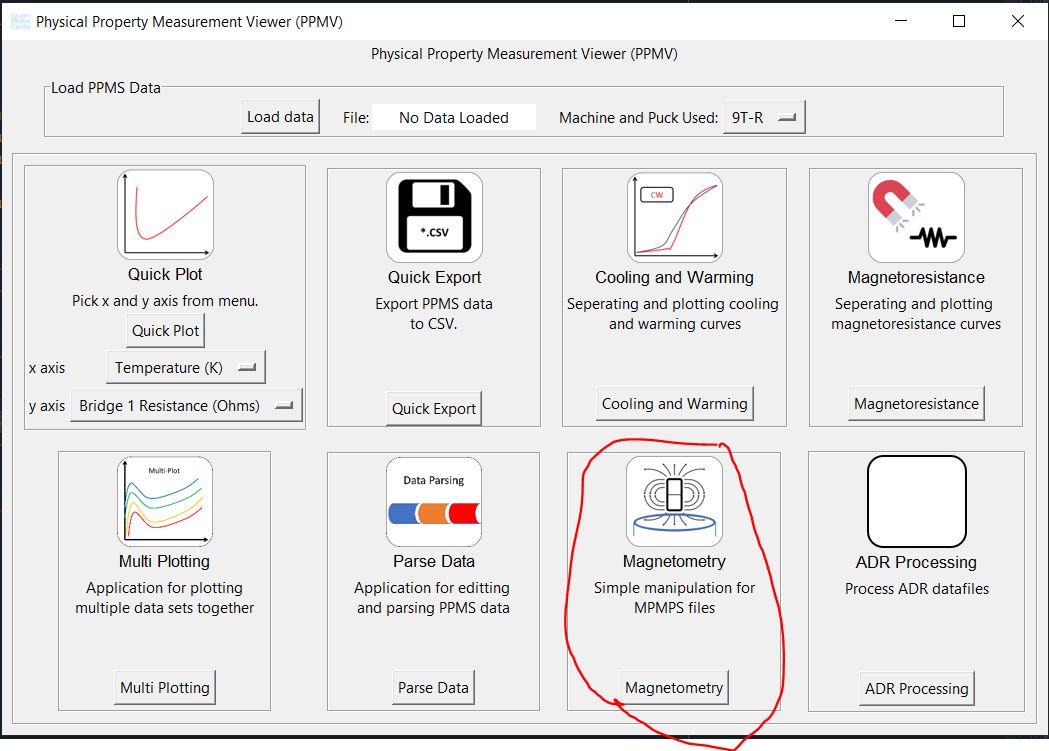 Physical Property Measurement Viewer (PPMV)
Physical Property Measurement Viewer (PPMV)
Load PPMS Data
Load data File: No Data Loaded Machine and Puck Used: 9T-R
Quick Plot
Pick x and y axis from menu.
Quick Plot
x axis Temperature (K)
y axis Bridge 1 Resistance (Ohms)
*.CSV
Quick Export
Export PPMS data
to CSV.
Quick Export
CW
Cooling and Warming
Seperating and plotting cooling
and warming curves
Cooling and Warming
Magnetoresistance
Seperating and plotting
magnetoresistance curves
Magnetoresistance
Multi-Plot
Multi Plotting
Application for plotting
multiple data sets together
Multi Plotting
Data Parsing
Parse Data
Application for editting
and parsing PPMS data
Parse Data
Magnetometry
Simple manipulation for
MPMPS files
Magnetometry
ADR Processing
Process ADR datafiles
ADR Processing